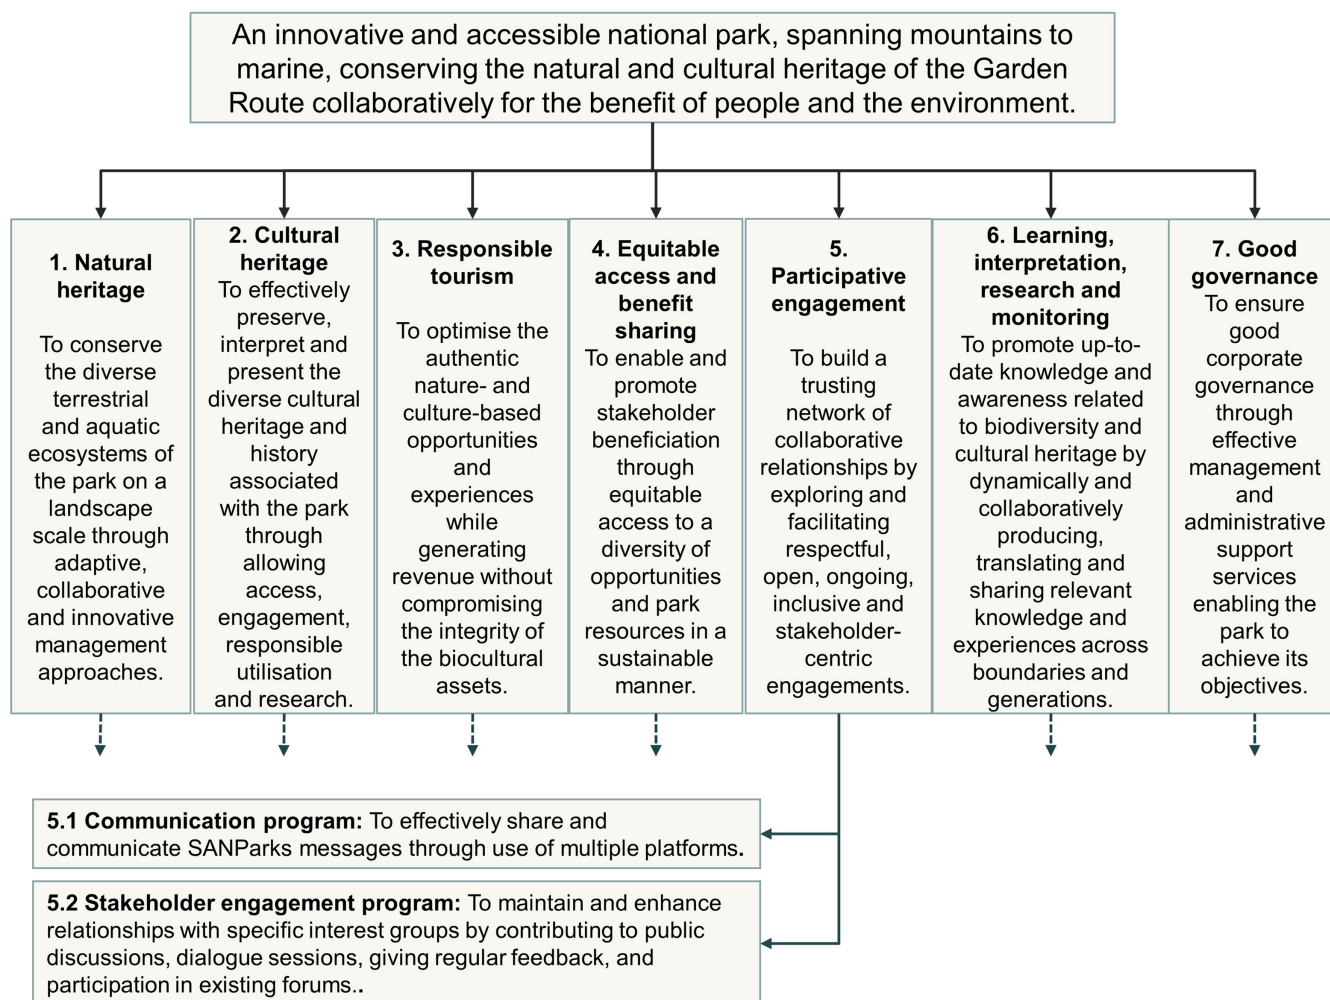 An innovative and accessible national park, spanning mountains to
marine, conserving the natural and cultural heritage of the Garden
Route collaboratively for the benefit of people and the environment.
1. Natural
heritage
To conserve
the diverse
terrestrial
and aquatic
ecosystems of
the park on a
landscape
scale through
adaptive,
collaborative
and innovative
management
approaches.
2. Cultural
heritage
To effectively
preserve,
interpret and
present the
diverse cultural
heritage and
history
associated
with the park
through
allowing
access,
engagement,
responsible
utilisation
and research.
3. Responsible
tourism
To optimise the
authentic
nature- and
culture-based
opportunities
and
experiences
while
generating
revenue without
compromising
the integrity of
the biocultural
assets.
4. Equitable
access and
benefit
sharing
To enable and
promote
stakeholder
beneficiation
through
equitable
access to a
diversity of
opportunities
and park
resources in a
sustainable
manner.
5.
Participative
engagement
To build a
trusting
network of
collaborative
relationships by
exploring and
facilitating
respectful,
open, ongoing,
inclusive and
stakeholder-
centric
engagements.
6. Learning,
interpretation,
research and
monitoring
To promote up-to-
date knowledge and
awareness related
to biodiversity and
cultural heritage by
dynamically and
collaboratively
producing,
translating and
sharing relevant
knowledge and
experiences across
boundaries and
generations.
7. Good
governance
To ensure
good
corporate
governance
through
effective
management
and
administrative
support
services
enabling the
park to
achieve its
objectives.
5.1 Communication program: To effectively share and
communicate SANParks messages through use of multiple platforms.
5.2 Stakeholder engagement program: To maintain and enhance
relationships with specific interest groups by contributing to public
discussions, dialogue sessions, giving regular feedback, and
participation in existing forums..